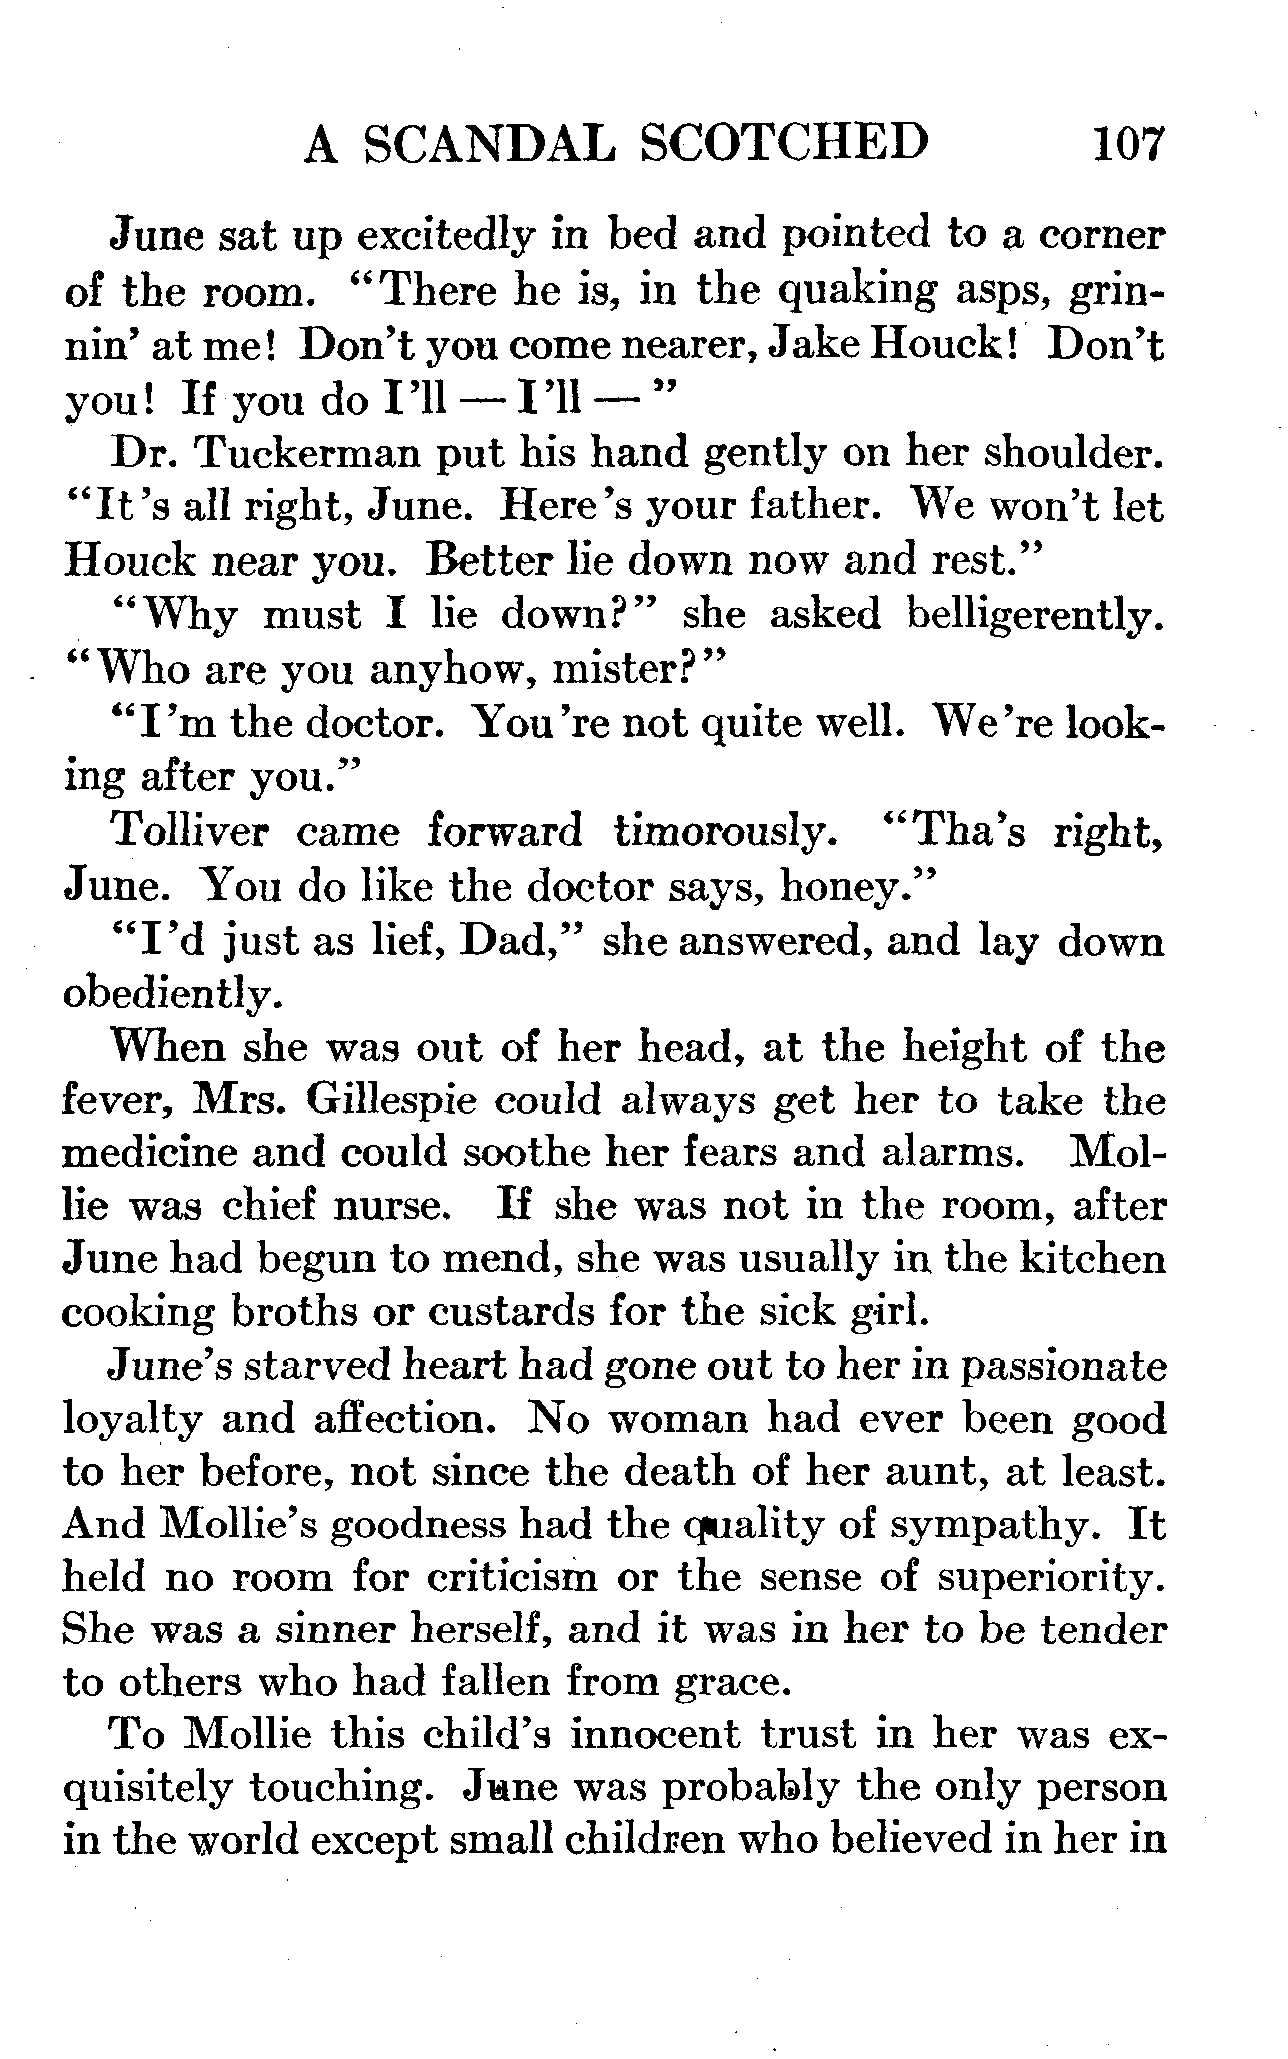 A SCANDAL SCOTCHED 107
June sat up excitedly in bed and pointed to a corner
of the room. "There he is, in the quaking asps, grin-
nin' at me! Don't you come nearer, Jake Houck! Don't
you! If you do I'll — I'll — "
Dr. Tuckerman put his hand gently on her shoulder.
"It's all right, June. Here's your father. We won't let
Houck near you. Better lie down now and rest."
"Why must I lie down?" she asked belligerently.
"Who are you anyhow, mister?"
"I'm the doctor. You're not quite well. We're look-
ing after you."
Tolliver came forward timorously. "Tha's right,
June. You do like the doctor says, honey."
"I'd just as lief, Dad," she answered, and lay down
obediently.
When she was out of her head, at the height of the
fever, Mrs. Gillespie could always get her to take the
medicine and could soothe her fears and alarms. Mol-
lie was chief nurse. If she was not in the room, after
June had begun to mend, she was usually in the kitchen
cooking broths or custards for the sick girl.
June's starved heart had gone out to her in passionate
loyalty and affection. No woman had ever been good
to her before, not since the death of her aunt, at least.
And Mollie's goodness had the quality of sympathy. It
held no room for criticism or the sense of superiority.
She was a sinner herself, and it was in her to be tender
to others who had fallen from grace.
To Mollie this child's innocent trust in her was ex-
quisitely touching. June was probably the only person
in the world except small children who believed in her in